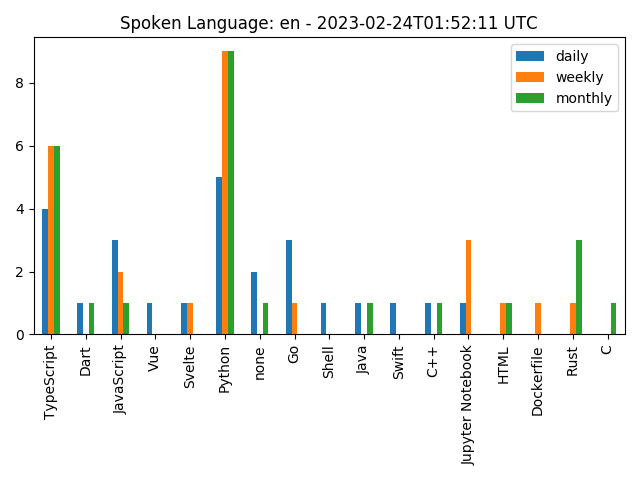 Spoken Language: en - 2023-02-24T01:52:11 UTC
daily
weekly
monthly
8
6
4
2
0
TypeScript
Dart
JavaScript
Vue
Svelte
Python
none
Go
Shell
Java
Swift
C++
Jupyter Notebook
HTML
Dockerfile
Rust
C